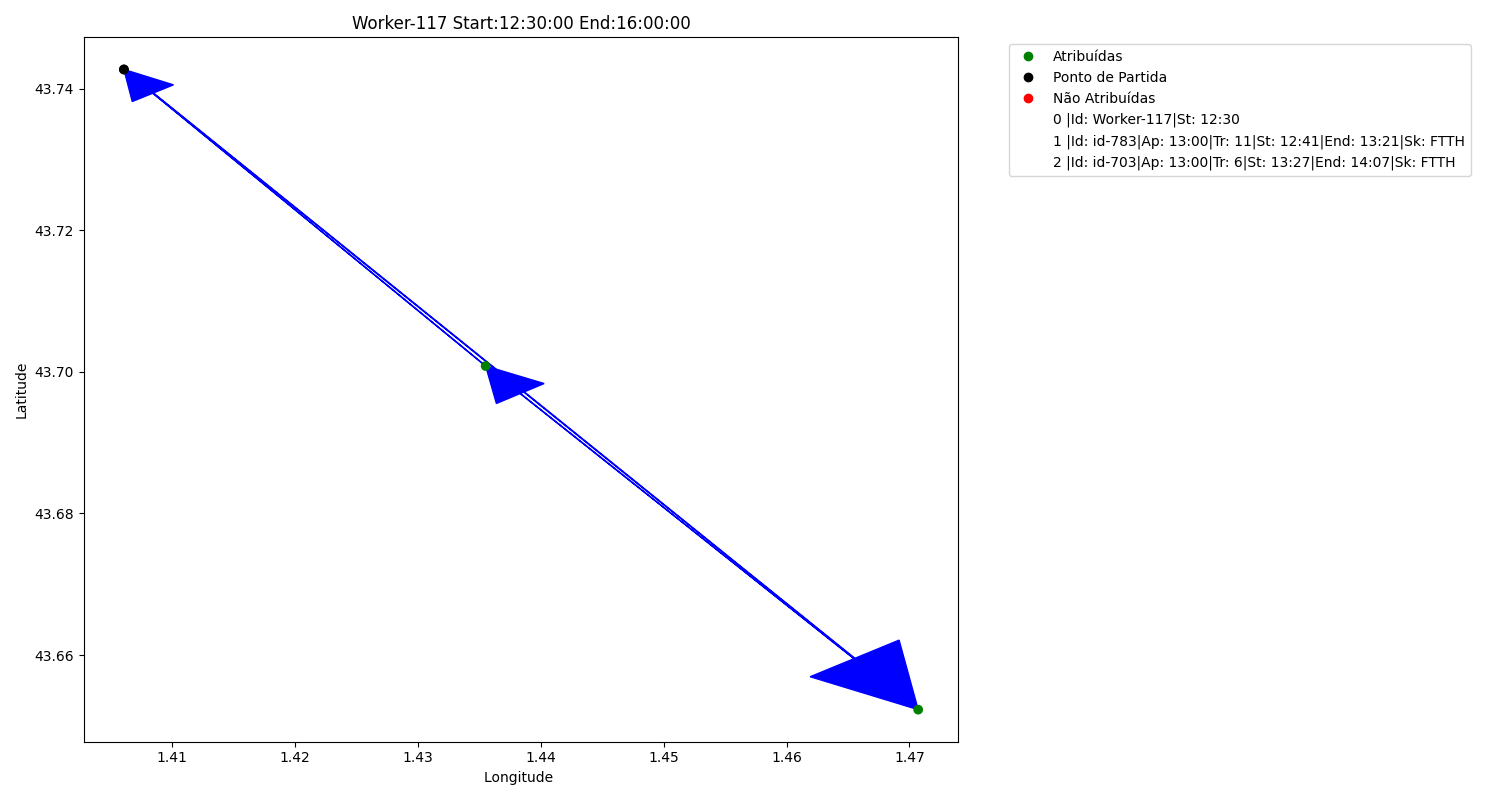 Worker-117 Start:12:30:00 End:16:00:00
43.74
43.72
43.70
43.68
43.66
Latitude
1.41
1.42
1.43
1.44
1.45
1.46
1.47
Longitude
Atribuídas
Ponto de Partida
Não Atribuídas
0 |Id: Worker-117|St: 12:30
1 |Id: id-783|Ap: 13:00|Tr: 11|St: 12:41|End: 13:21|Sk: FTTH
2 |Id: id-703|Ap: 13:00|Tr: 6|St: 13:27|End: 14:07|Sk: FTTH